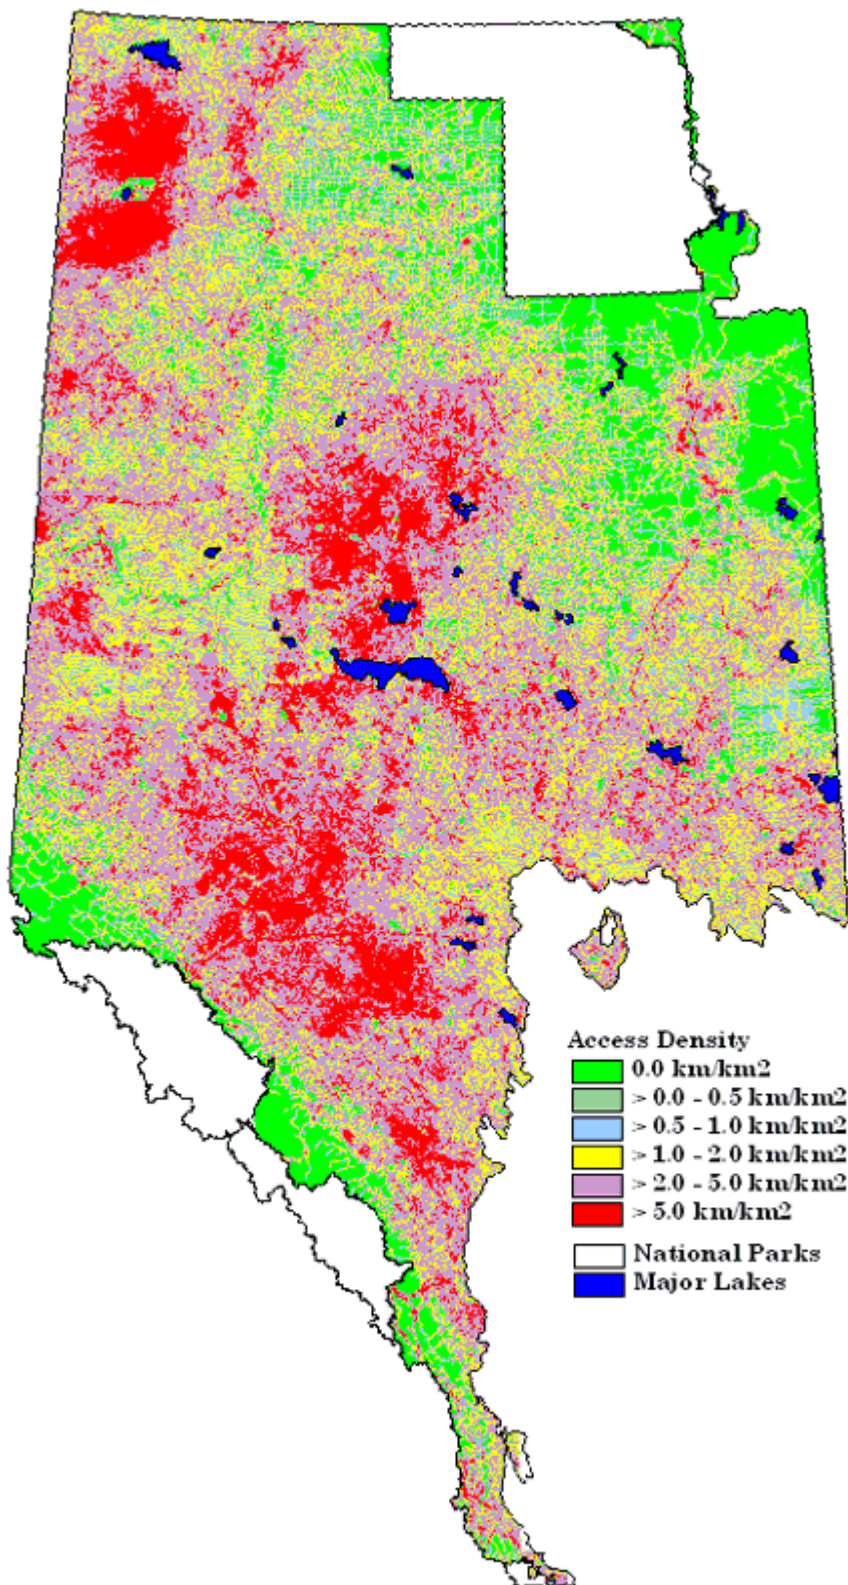 Access Density
0.0 km/km2
> 0.0 - 0.5 km/km2
> 0.5 - 1.0 km/km2
> 1.0 - 2.0 km/km2
> 2.0 - 5.0 km/km2
> 5.0 km/km2
National Parks
Major Lakes